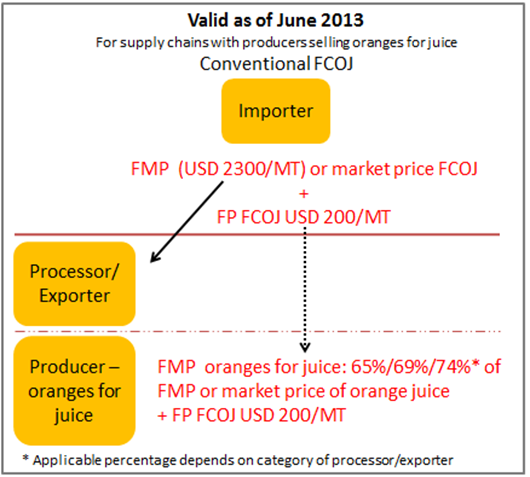 Valid as of June 2013
For supply chains with producers selling oranges for juice
Conventional FCOJ
Importer
FMP (USD 2300/MT) or market price FCOJ
+
FP FCOJ USD 200/MT
Processor/
Exporter
Producer –
oranges for
juice
FMP oranges for juice: 65%/69%/74%* of
FMP or market price of orange juice
+ FP FCOJ USD 200/MT
* Applicable percentage depends on category of processor/exporter